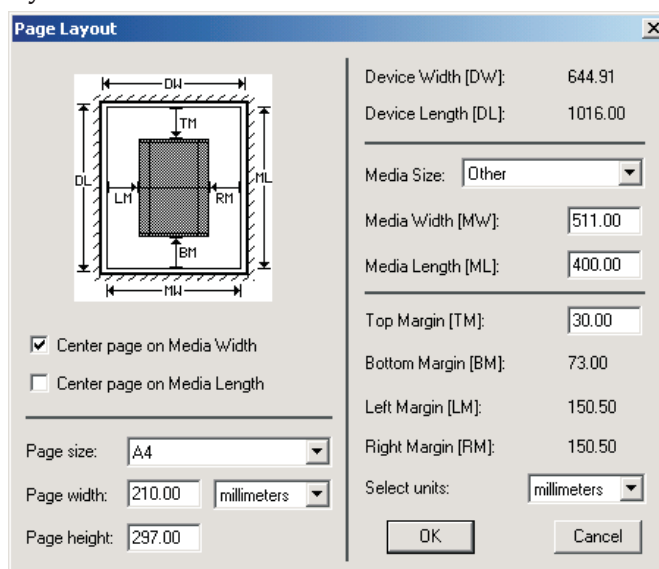 Page Layout
DW
TM
DL
ML
LM
RM
BM
MW
Center page on Media Width
Center page on Media Length
Page size: A4
Page width: 210.00 millimeters
Page height: 297.00
Device Width [DW]: 644.91
Device Length [DL]: 1016.00
Media Size: Other
Media Width [MW]: 511.00
Media Length [ML]: 400.00
Top Margin [TM]: 30.00
Bottom Margin [BM]: 73.00
Left Margin [LM]: 150.50
Right Margin [RM]: 150.50
Select units: millimeters
OK Cancel